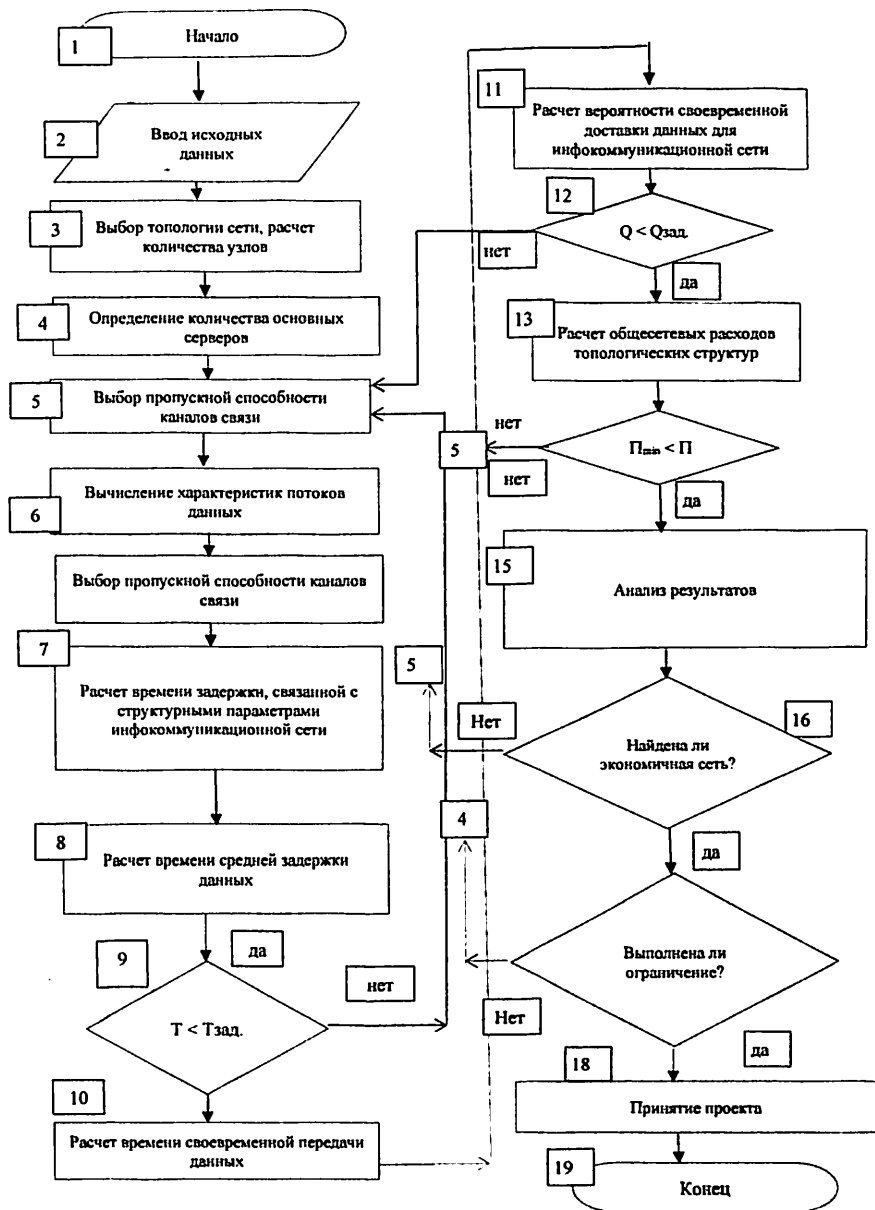 1
Начало
2
Ввод исходных
данных
3
Выбор топологии сети, расчет
количества узлов
4
Определение количества основных
серверов
5
Выбор пропускной способности
каналов связи
6
Вычисление характеристик потоков
данных
Выбор пропускной способности каналов
связи
7
Расчет времени задержки, связанной с
структурными параметрами
инфокоммуникационной сети
8
Расчет времени средней задержки
данных
9
да
T < Tзад.
нет
10
Расчет времени своевременной передачи
данных
11
Расчет вероятности своевременной
доставки данных для
инфокоммуникационной сети
12
Q < Qзад.
нет
да
13
Расчет общесетевых расходов
топологических структур
нет
5
Пmin < П
нет
да
15
Анализ результатов
5
Нет
16
Найдена ли
экономичная сеть?
4
да
Выполнена ли
ограничение?
Нет
да
18
Принятие проекта
19
Конец